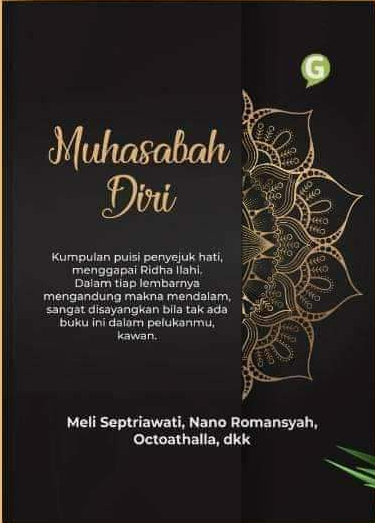 G
Muhasabah
Diri
Kumpulan puisi penyejuk hati,
menggapai Ridha Ilahi.
Dalam tiap lembarnya
mengandung makna mendalam,
sangat disayangkan bila tak ada
buku ini dalam pelukanmu,
kawan.
Meli Septriawati, Nano Romansyah,
Octoathalla, dkk